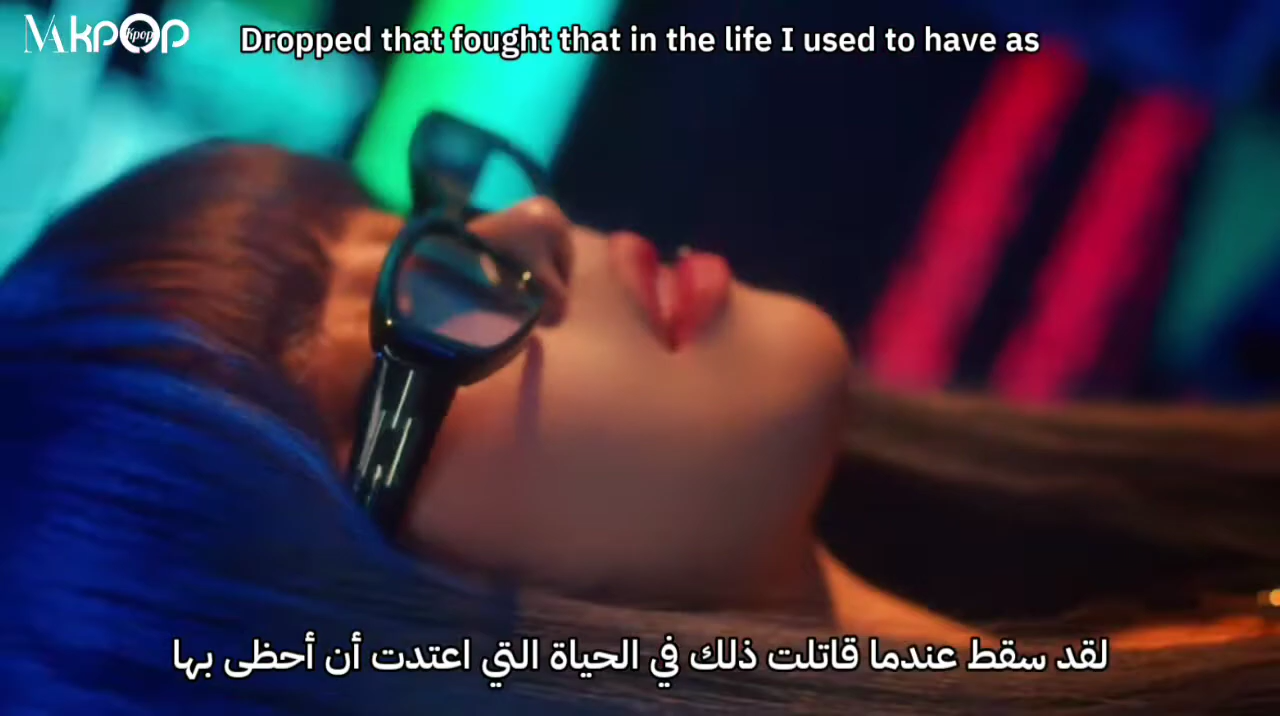 MAKPOP
Kpop
Dropped that fought that in the life I used to have as
لقد سقط عندما قاتلت ذلك في الحياة التي اعتدت أن أحظى بها